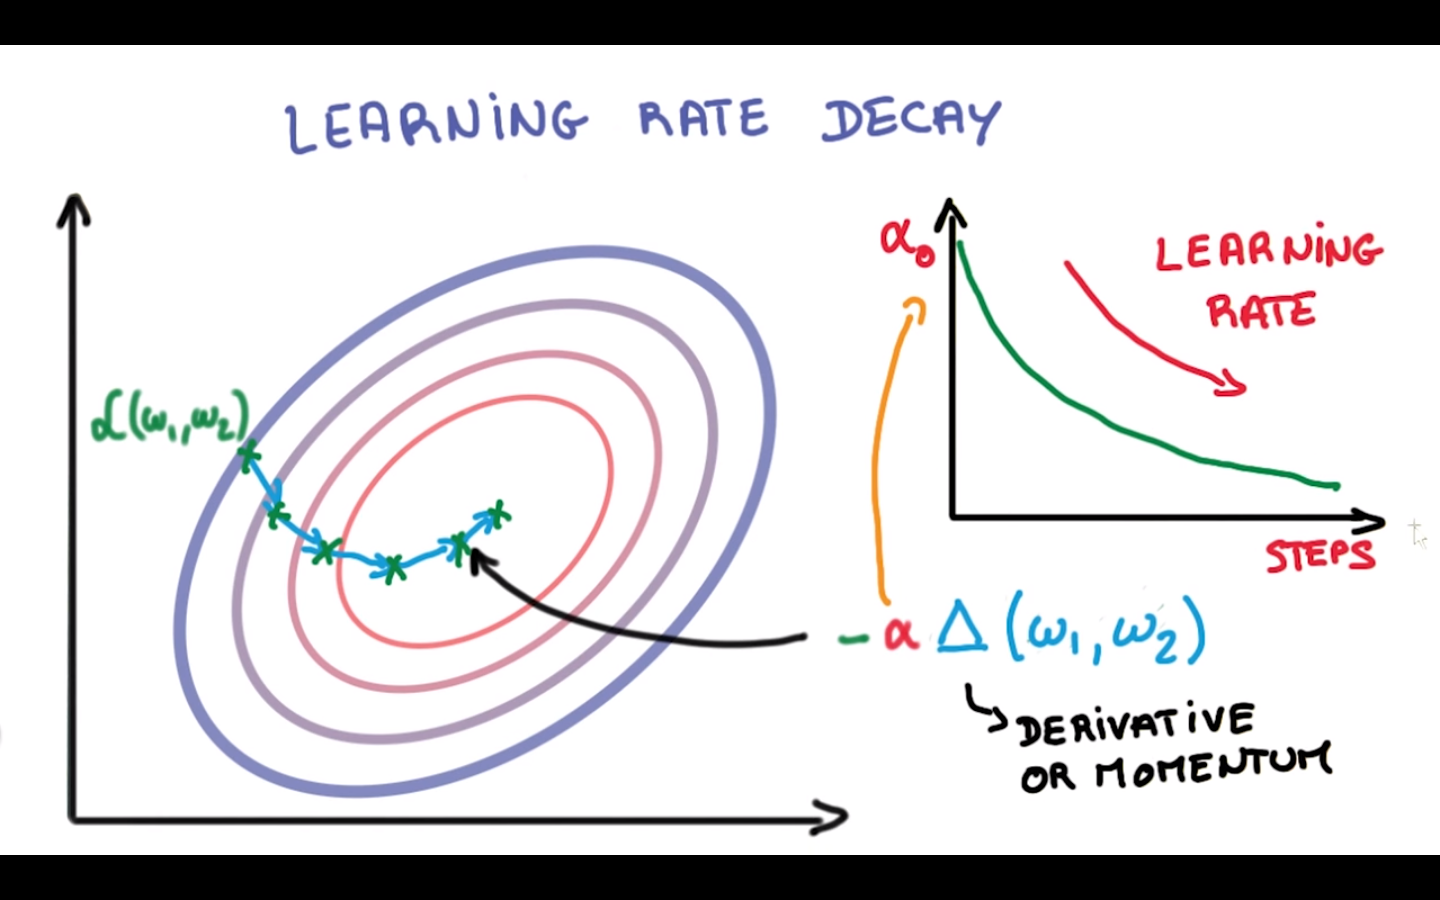 LEARNiNG RATE DECAY
α₀
LEARNiNG
RATE
ℒ(ω₁,ω₂)
STEPS
- α Δ (ω₁, ω₂)
DERiVATiVE
OR MOMENTUM